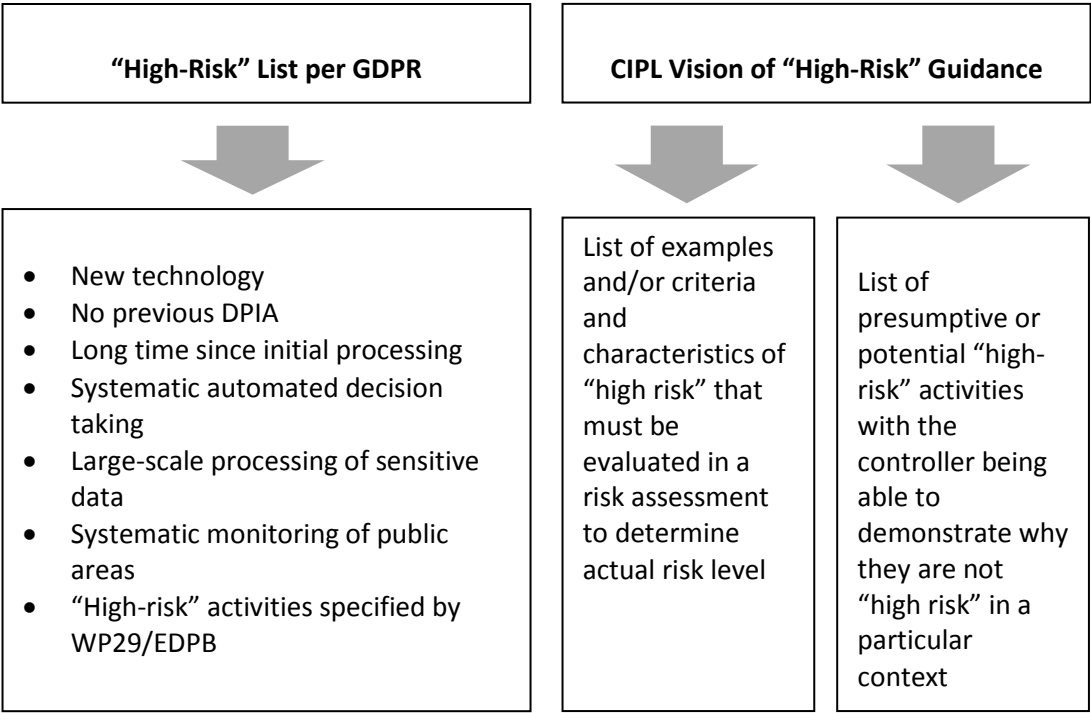 “High-Risk” List per GDPR
CIPL Vision of “High-Risk” Guidance
• New technology
• No previous DPIA
• Long time since initial processing
• Systematic automated decision
taking
• Large-scale processing of sensitive
data
• Systematic monitoring of public
areas
• “High-risk” activities specified by
WP29/EDPB
List of examples
and/or criteria
and
characteristics of
“high risk” that
must be
evaluated in a
risk assessment
to determine
actual risk level
List of
presumptive or
potential “high-
risk” activities
with the
controller being
able to
demonstrate why
they are not
“high risk” in a
particular
context